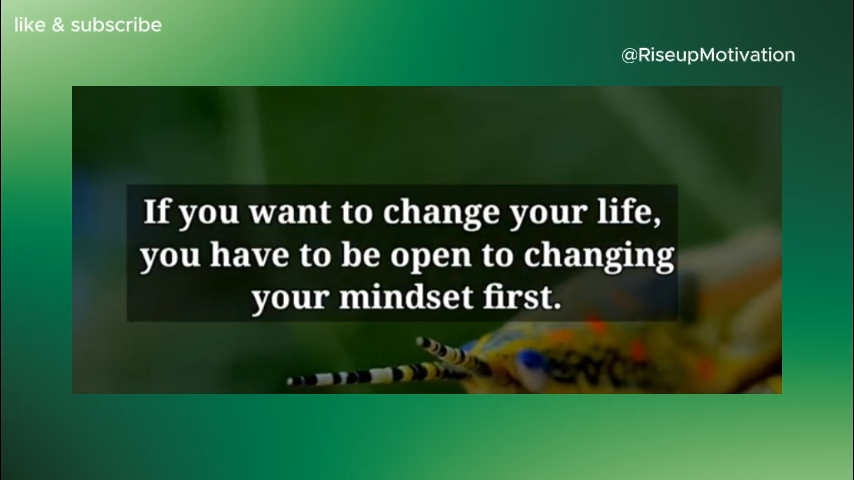 like & subscribe
@RiseupMotivation
If you want to change your life,
you have to be open to changing
your mindset first.